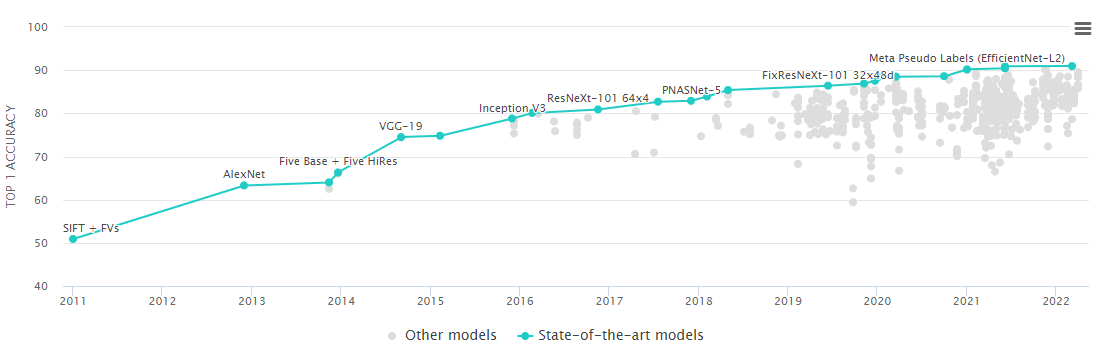 100
90
80
70
60
50
40
TOP 1 ACCURACY
SIFT + FVs
AlexNet
Five Base + Five HiRes
VGG-19
Inception V3
ResNeXt-101 64x4
PNASNet-5
FixResNeXt-101 32x48d
Meta Pseudo Labels (EfficientNet-L2)
2011 2012 2013 2014 2015 2016 2017 2018 2019 2020 2021 2022
Other models State-of-the-art models